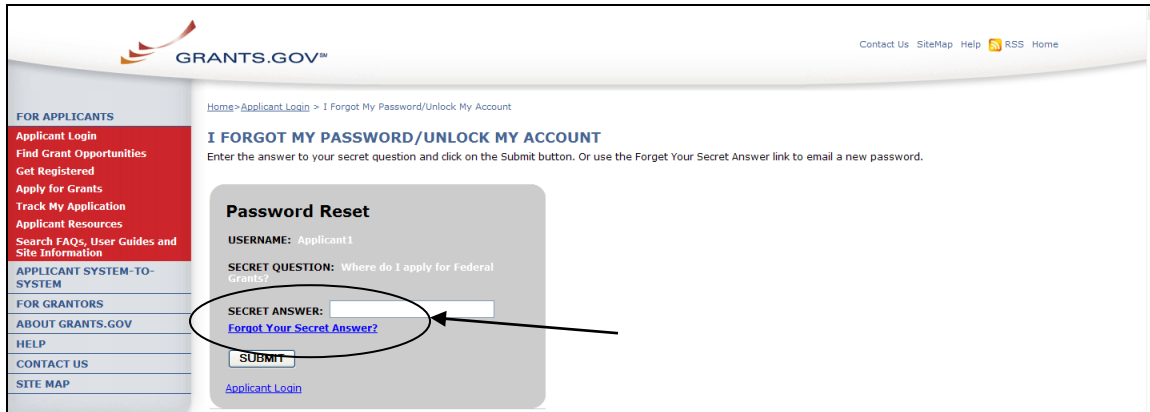 GRANTS.GOV℠
Contact Us SiteMap Help RSS Home
FOR APPLICANTS
Applicant Login
Find Grant Opportunities
Get Registered
Apply for Grants
Track My Application
Applicant Resources
Search FAQs, User Guides and
Site Information
APPLICANT SYSTEM-TO-
SYSTEM
FOR GRANTORS
ABOUT GRANTS.GOV
HELP
CONTACT US
SITE MAP
Home>Applicant Login > I Forgot My Password/Unlock My Account
I FORGOT MY PASSWORD/UNLOCK MY ACCOUNT
Enter the answer to your secret question and click on the Submit button. Or use the Forget Your Secret Answer link to email a new password.
Password Reset
USERNAME: Applicant1
SECRET QUESTION: Where do I apply for Federal
Grants?
SECRET ANSWER:
Forgot Your Secret Answer?
SUBMIT
Applicant Login